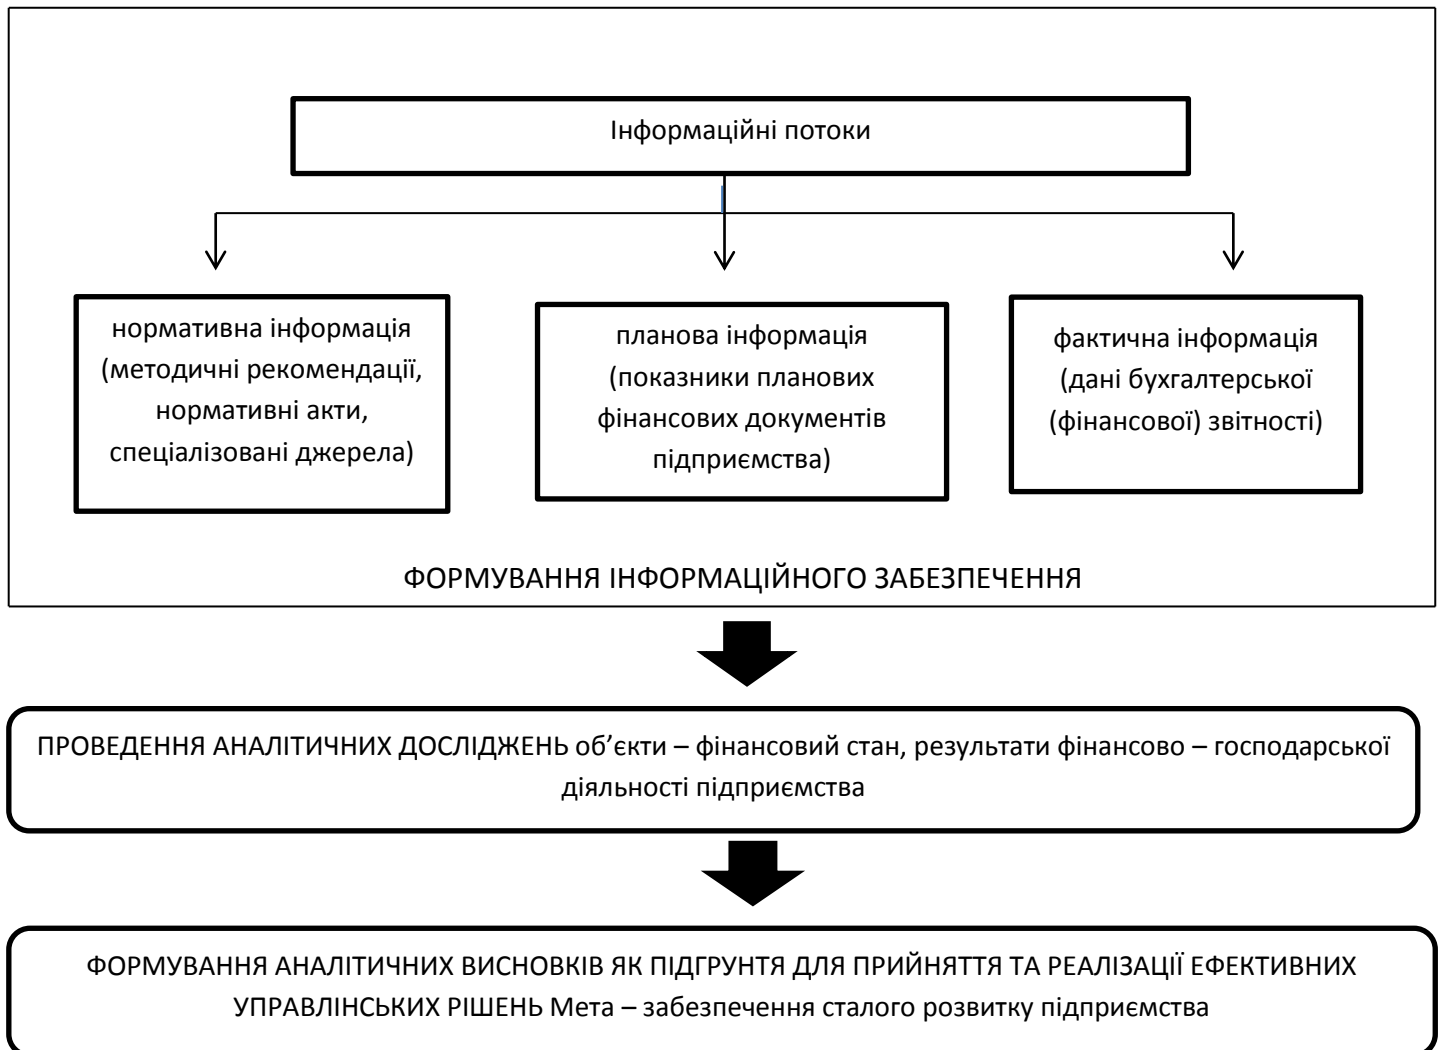 Інформаційні потоки
нормативна інформація
(методичні рекомендації,
нормативні акти,
спеціалізовані джерела)
планова інформація
(показники планових
фінансових документів
підприємства)
фактична інформація
(дані бухгалтерської
(фінансової) звітності)
ФОРМУВАННЯ ІНФОРМАЦІЙНОГО ЗАБЕЗПЕЧЕННЯ
ПРОВЕДЕННЯ АНАЛІТИЧНИХ ДОСЛІДЖЕНЬ об’єкти – фінансовий стан, результати фінансово – господарської
діяльності підприємства
ФОРМУВАННЯ АНАЛІТИЧНИХ ВИСНОВКІВ ЯК ПІДГРУНТЯ ДЛЯ ПРИЙНЯТТЯ ТА РЕАЛІЗАЦІЇ ЕФЕКТИВНИХ
УПРАВЛІНСЬКИХ РІШЕНЬ Мета – забезпечення сталого розвитку підприємства